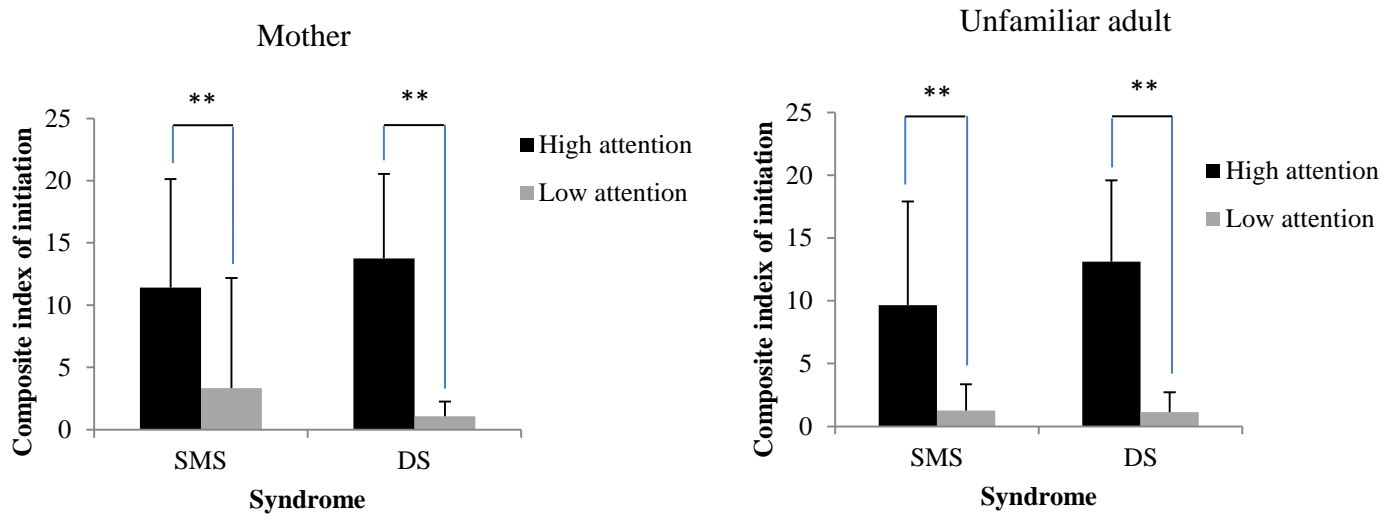 Mother
**
**
25
20
15
10
5
0
Composite index of initiation
SMS
DS
Syndrome
High attention
Low attention
Unfamiliar adult
**
**
25
20
15
10
5
0
Composite indeix of initiation
SMS
DS
Syndrome
High attention
Low attention